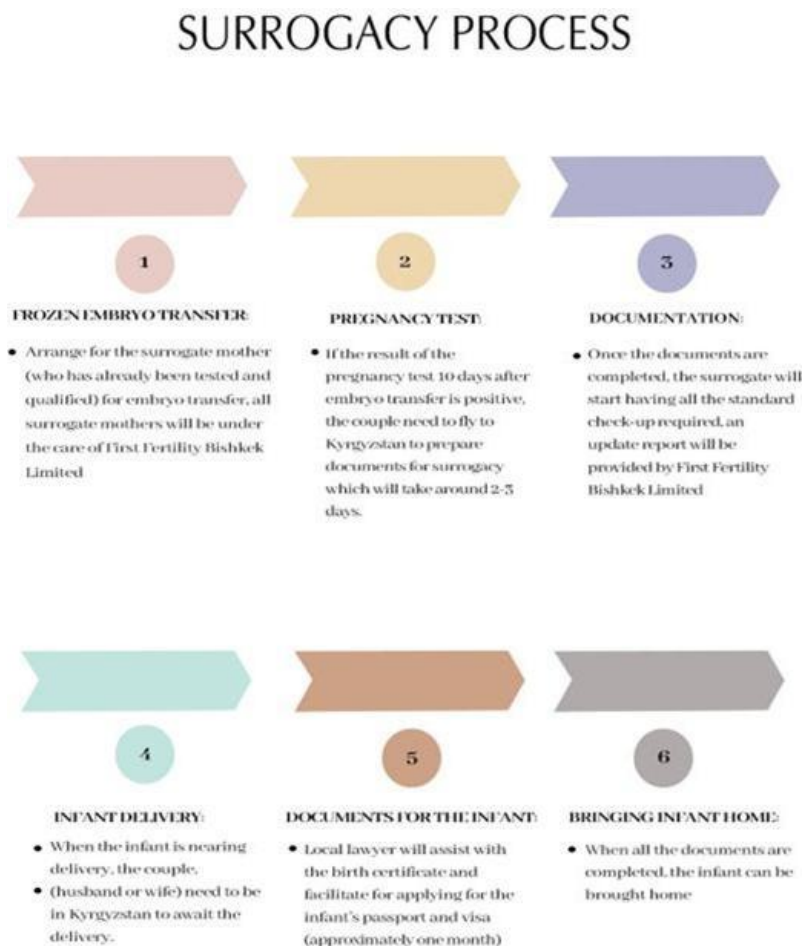 SURROGACY PROCESS
1
FROZEN EMBRYO TRANSFER:
• Arrange for the surrogate mother
(who has already been tested and
qualified) for embryo transfer, all
surrogate mothers will be under
the care of First Fertility Bishkek
Limited
2
PREGNANCY TEST:
• If the result of the
pregnancy test 10 days after
embryo transfer is positive,
the couple need to fly to
Kyrgyzstan to prepare
documents for surrogacy
which will take around 2-3
days.
3
DOCUMENTATION:
• Once the documents are
completed, the surrogate will
start having all the standard
check-up required, an
update report will be
provided by First Fertility
Bishkek Limited
4
INFANT DELIVERY:
• When the infant is nearing
delivery, the couple,
• (husband or wife) need to be
in Kyrgyzstan to await the
delivery.
5
DOCUMENTS FOR THE INFANT:
• Local lawyer will assist with
the birth certificate and
facilitate for applying for the
infant's passport and visa
(approximately one month)
6
BRINGING INFANT HOME:
• When all the documents are
completed, the infant can be
brought home